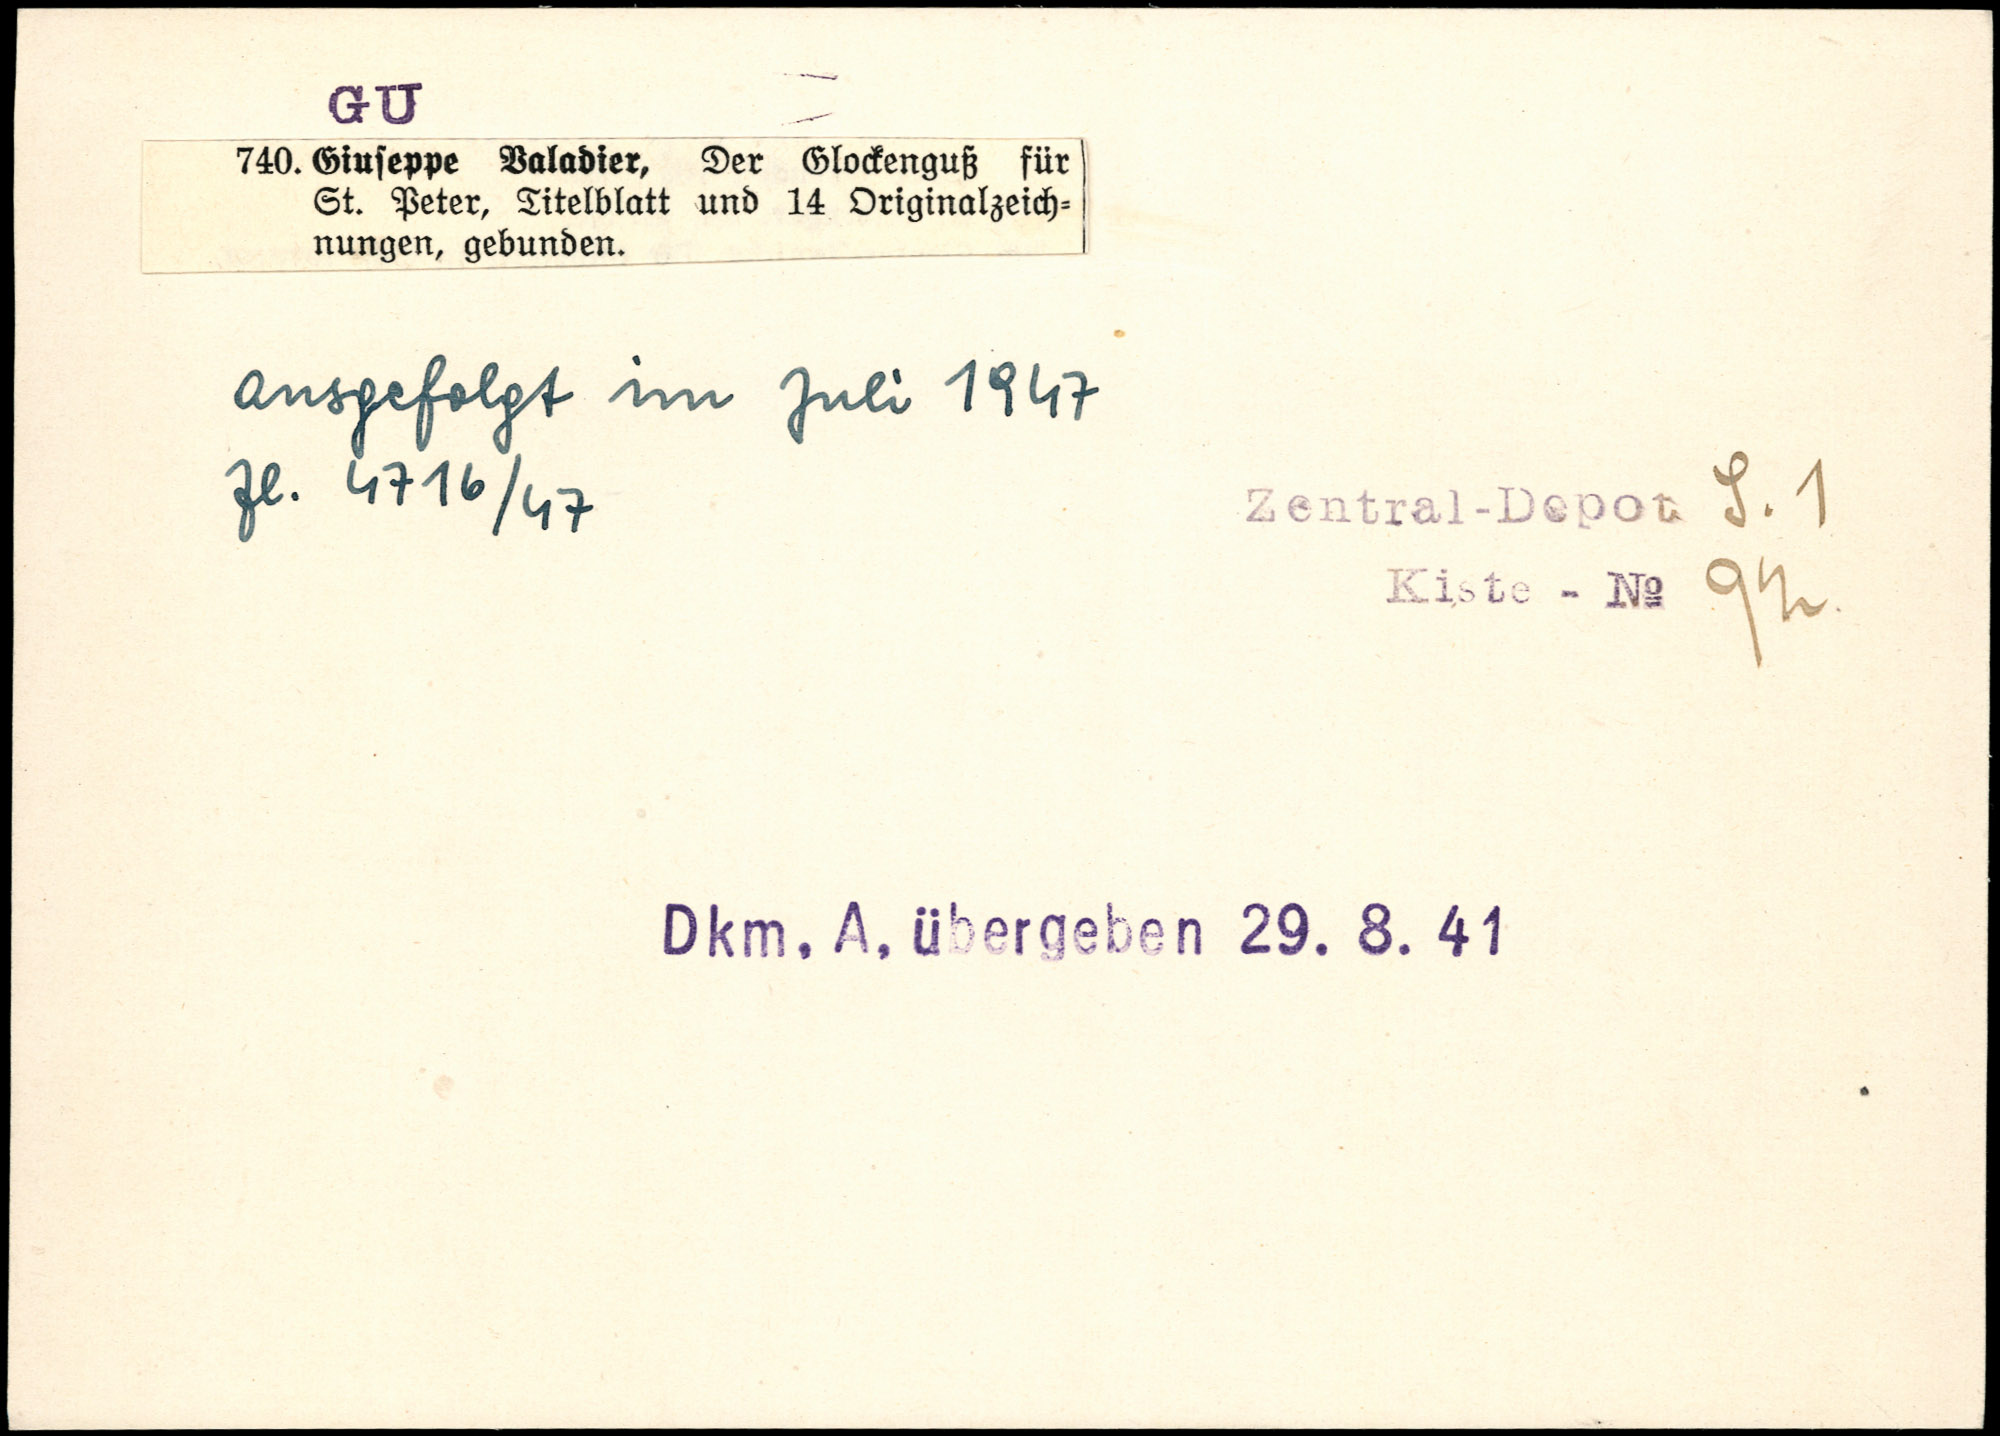 GU
740. Giuseppe Valadier, Der Glockenguß für
St. Peter, Titelblatt und 14 Originalzeich=
nungen, gebunden.
ausgefolgt im Juli 1947
Zl. 4716/47
Zentral-Depot S. 1
Kiste - №
Dkm. A. übergeben 29. 8. 41